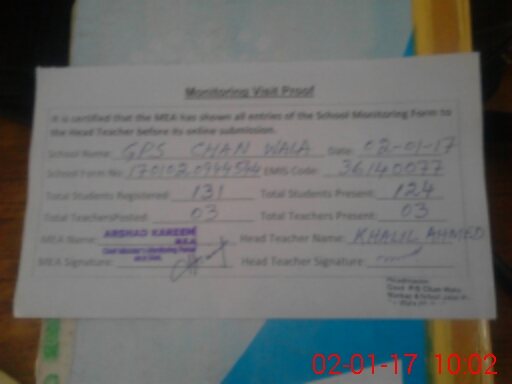 Monitoring Visit Proof
It is certified that the MEA has shown all entries of the School Monitoring Form to
the Head Teacher before its online submission.
School Name: GPS CHAN WALA Date: 02-01-17
School Form No: EMIS Code: 36140077
Total Students Registered: 131 Total Students Present: 124
Total Teachers Posted: 03 Total Teachers Present: 03
MEA Name: ARSHAD KAREEM Head Teacher Name: KHALIL AHMED
M.E.A
MEA Signature: Head Teacher Signature:
Headmaster
Govt. P/S Chan Wala
02-01-17 10:02